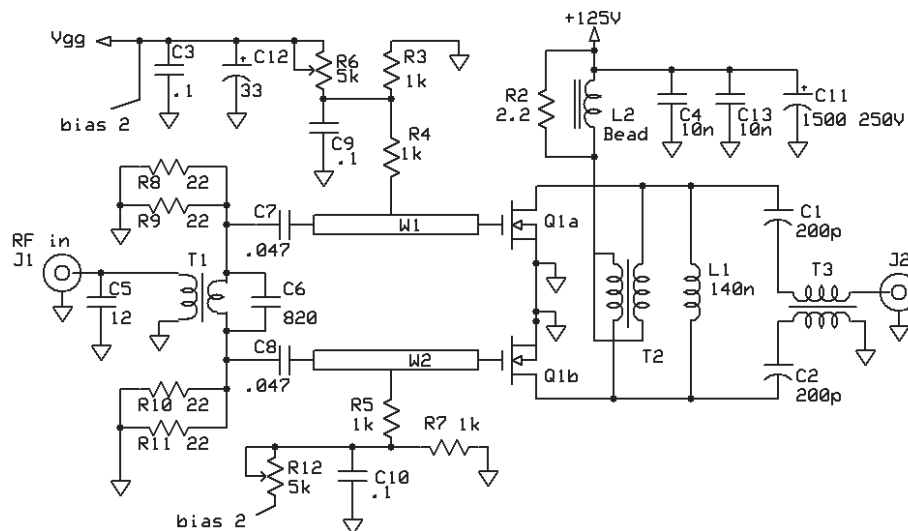 +125V
Vgg
C3
.1
C12
33
R6
5k
R3
1k
bias 2
C9
.1
R4
1k
R2
2.2
L2
Bead
C4
10n
C13
10n
C11
1500 250V
R8 22
R9 22
C7
.047
W1
Q1a
C1
200p
RF in
J1
T1
C5
12
C6
820
L1
140n
T3
J2
C8
.047
W2
Q1b
T2
C2
200p
R10 22
R11 22
R5
1k
R7 1k
R12
5k
C10
.1
bias 2